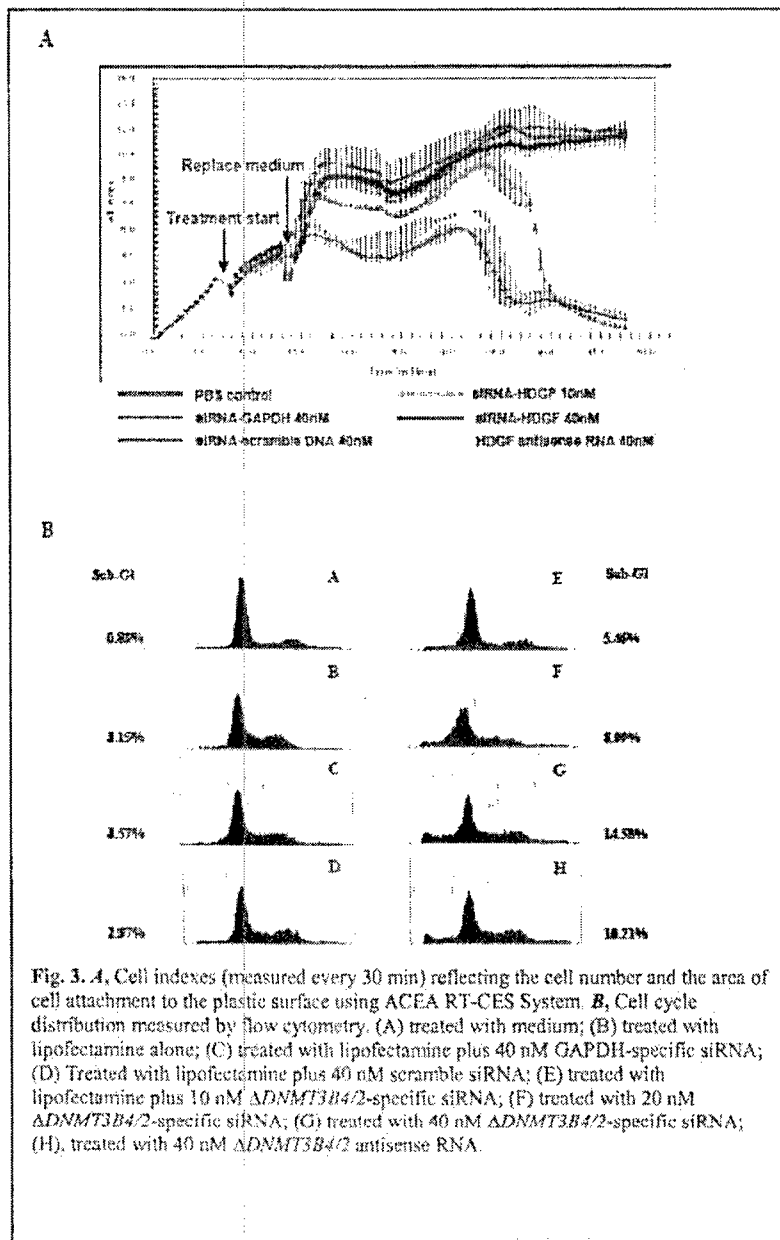 A
Replace medium
Treatment start
PBS control
siRNA-HDGF 10nM
siRNA-GAPDH 40nM
siRNA-HDGF 40nM
siRNA-scramble DNA 40nM
HDGF antisense RNA 40nM
B
Sub-G1
A
E
Sub-G1
B
F
C
G
14.58%
D
H
2.87%
Fig. 3. A, Cell indexes (measured every 30 min) reflecting the cell number and the area of
cell attachment to the plastic surface using ACEA RT-CES System. B, Cell cycle
distribution measured by flow cytometry. (A) treated with medium; (B) treated with
lipofectamine alone; (C) treated with lipofectamine plus 40 nM GAPDH-specific siRNA;
(D) Treated with lipofectamine plus 40 nM scramble siRNA; (E) treated with
lipofectamine plus 10 nM ΔDNMT3B4/2-specific siRNA; (F) treated with 20 nM
ΔDNMT3B4/2-specific siRNA; (G) treated with 40 nM ΔDNMT3B4/2-specific siRNA;
(H), treated with 40 nM ΔDNMT3B4/2 antisense RNA.